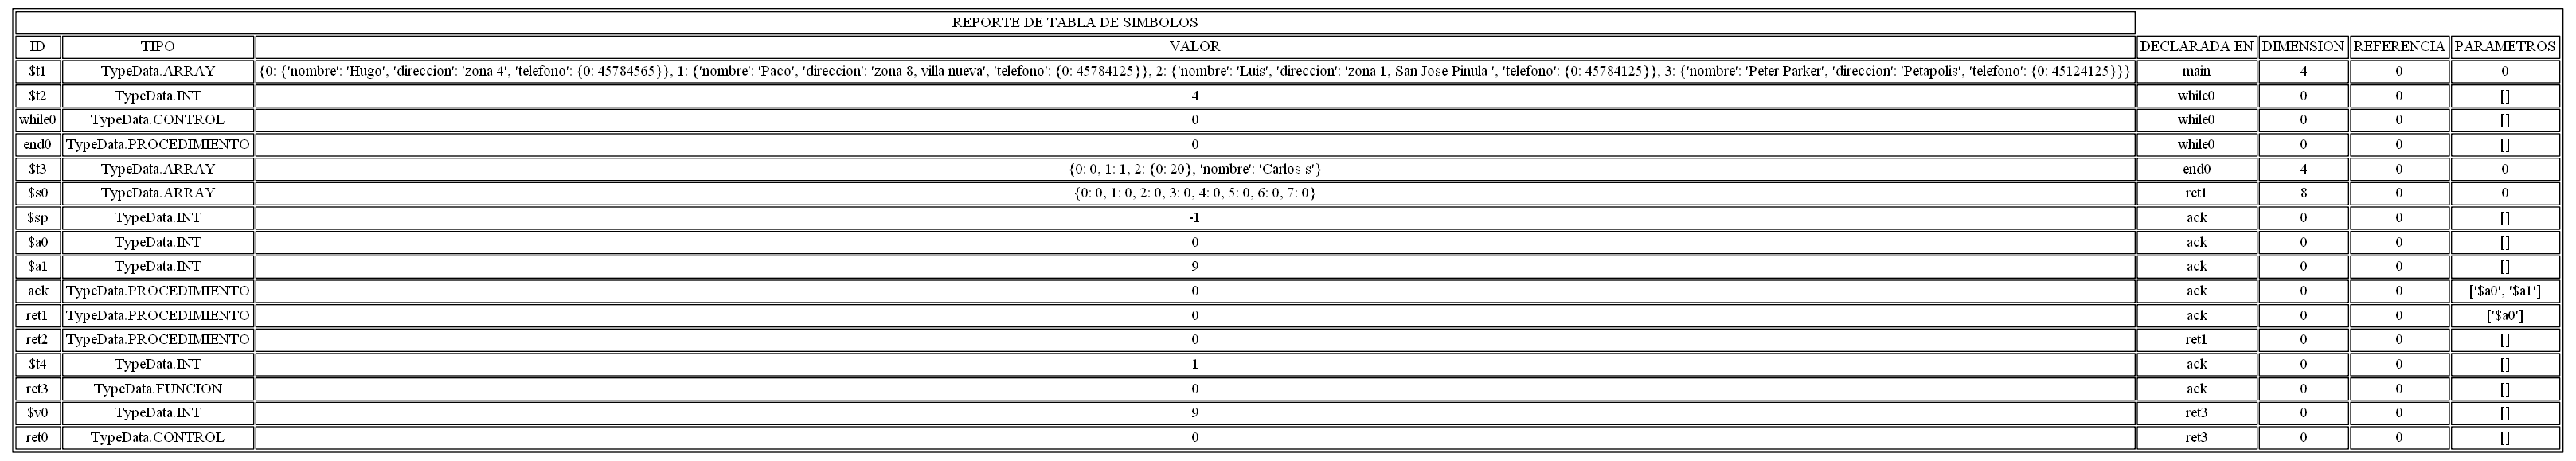 REPORTE DE TABLA DE SIMBOLOS
ID TIPO VALOR DECLARADA EN DIMENSION REFERENCIA PARAMETROS
$t1 TypeData.ARRAY {0: {'nombre': 'Hugo', 'direccion': 'zona 4', 'telefono': {0: 45784565}}, 1: {'nombre': 'Paco', 'direccion': 'zona 8, villa nueva', 'telefono': {0: 45784125}}, 2: {'nombre': 'Luis', 'direccion': 'zona 1, San Jose Pinula ', 'telefono': {0: 45784125}}, 3: {'nombre': 'Peter Parker', 'direccion': 'Petapolis', 'telefono': {0: 45124125}}} main 4 0 0
$t2 TypeData.INT 4 while0 0 0 []
while0 TypeData.CONTROL 0 while0 0 0 []
end0 TypeData.PROCEDIMIENTO 0 while0 0 0 []
$t3 TypeData.ARRAY {0: 0, 1: 1, 2: {0: 20}, 'nombre': 'Carlos s'} end0 4 0 0
$s0 TypeData.ARRAY {0: 0, 1: 0, 2: 0, 3: 0, 4: 0, 5: 0, 6: 0, 7: 0} ret1 8 0 0
$sp TypeData.INT -1 ack 0 0 []
$a0 TypeData.INT 0 ack 0 0 []
$a1 TypeData.INT 9 ack 0 0 []
ack TypeData.PROCEDIMIENTO 0 ack 0 0 ['$a0', '$a1']
ret1 TypeData.PROCEDIMIENTO 0 ack 0 0 ['$a0']
ret2 TypeData.PROCEDIMIENTO 0 ret1 0 0 []
$t4 TypeData.INT 1 ack 0 0 []
ret3 TypeData.FUNCION 0 ack 0 0 []
$v0 TypeData.INT 9 ret3 0 0 []
ret0 TypeData.CONTROL 0 ret3 0 0 []